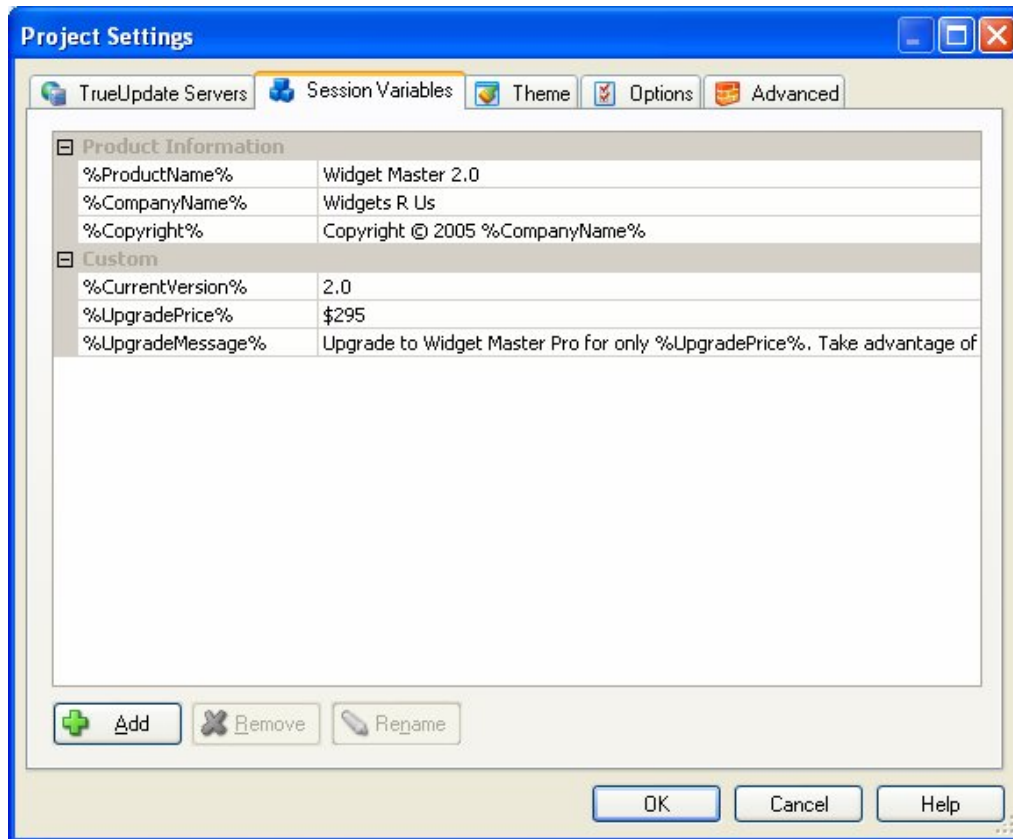 Project Settings
TrueUpdate Servers Session Variables Theme Options Advanced
Product Information
%ProductName% Widget Master 2.0
%CompanyName% Widgets R Us
%Copyright% Copyright © 2005 %CompanyName%
Custom
%CurrentVersion% 2.0
%UpgradePrice% $295
%UpgradeMessage% Upgrade to Widget Master Pro for only %UpgradePrice%. Take advantage of
Add Remove Rename
OK Cancel Help